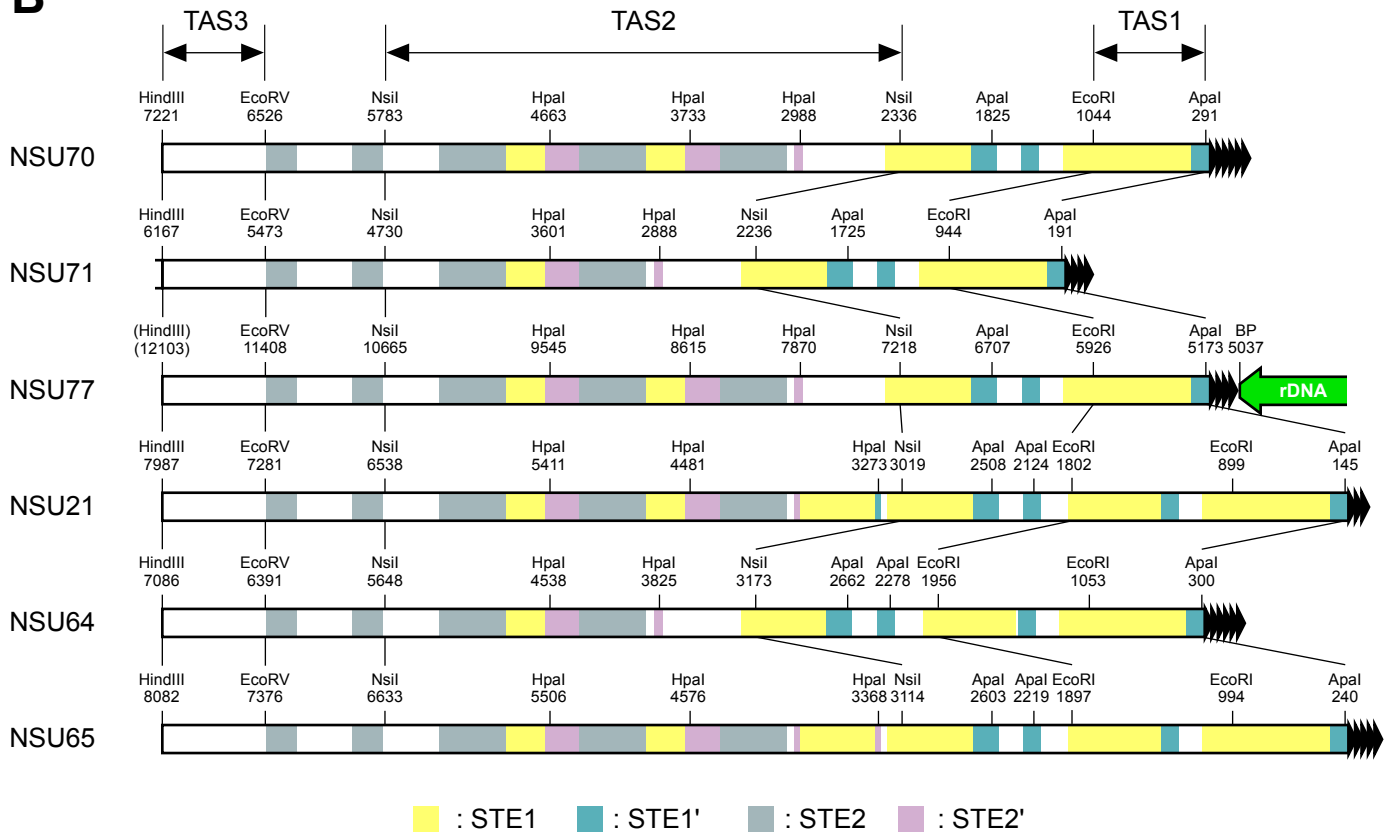 B
TAS3 TAS2 TAS1
HindIII EcoRV NsiI HpaI HpaI HpaI NsiI ApaI EcoRI ApaI
7221 6526 5783 4663 3733 2988 2336 1825 1044 291
NSU70
HindIII EcoRV NsiI HpaI HpaI NsiI ApaI EcoRI ApaI
6167 5473 4730 3601 2888 2236 1725 944 191
NSU71
(HindIII) EcoRV NsiI HpaI HpaI HpaI NsiI ApaI EcoRI ApaI BP
(12103) 11408 10665 9545 8615 7870 7218 6707 5926 5173 5037
NSU77 rDNA
HindIII EcoRV NsiI HpaI HpaI HpaI NsiI ApaI ApaI EcoRI EcoRI ApaI
7987 7281 6538 5411 4481 3273 3019 2508 2124 1802 899 145
NSU21
HindIII EcoRV NsiI HpaI HpaI NsiI ApaI ApaI EcoRI EcoRI ApaI
7086 6391 5648 4538 3825 3173 2662 2278 1956 1053 300
NSU64
HindIII EcoRV NsiI HpaI HpaI HpaI NsiI ApaI ApaI EcoRI EcoRI ApaI
8082 7376 6633 5506 4576 3368 3114 2603 2219 1897 994 240
NSU65
: STE1 : STE1' : STE2 : STE2'